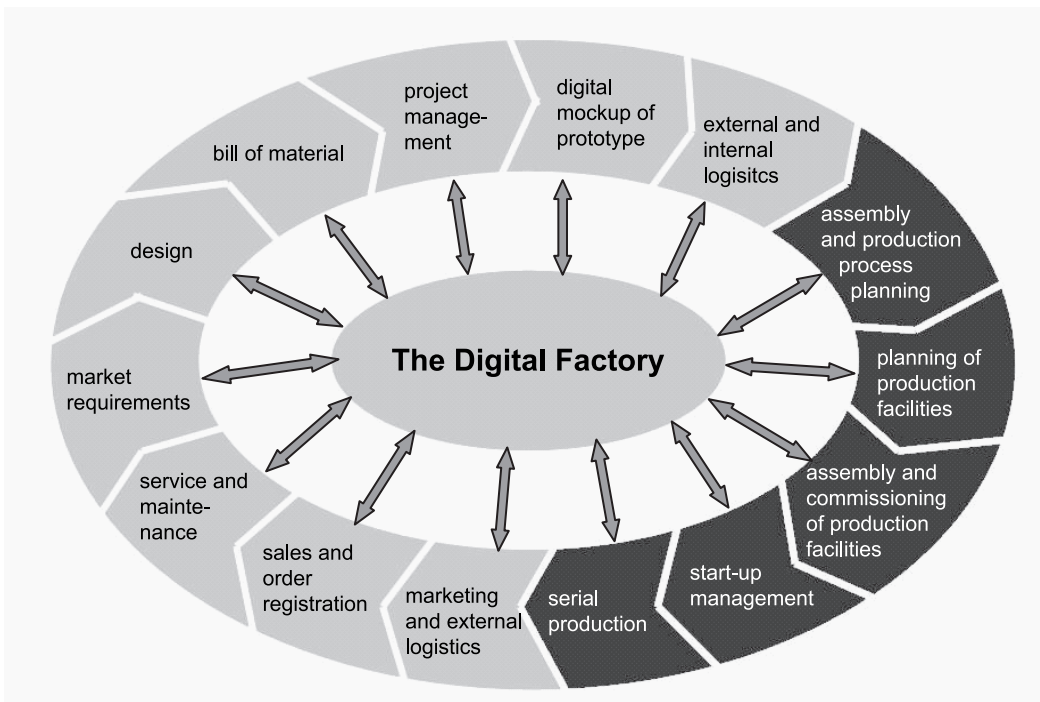 project
manage-
ment
digital
mockup of
prototype
external and
internal
logisitcs
assembly
and production
process
planning
planning of
production
facilities
assembly and
commissioning
of production
facilities
start-up
management
serial
production
marketing
and external
logistics
sales and
order
registration
service and
mainte-
nance
market
requirements
design
bill of material
The Digital Factory